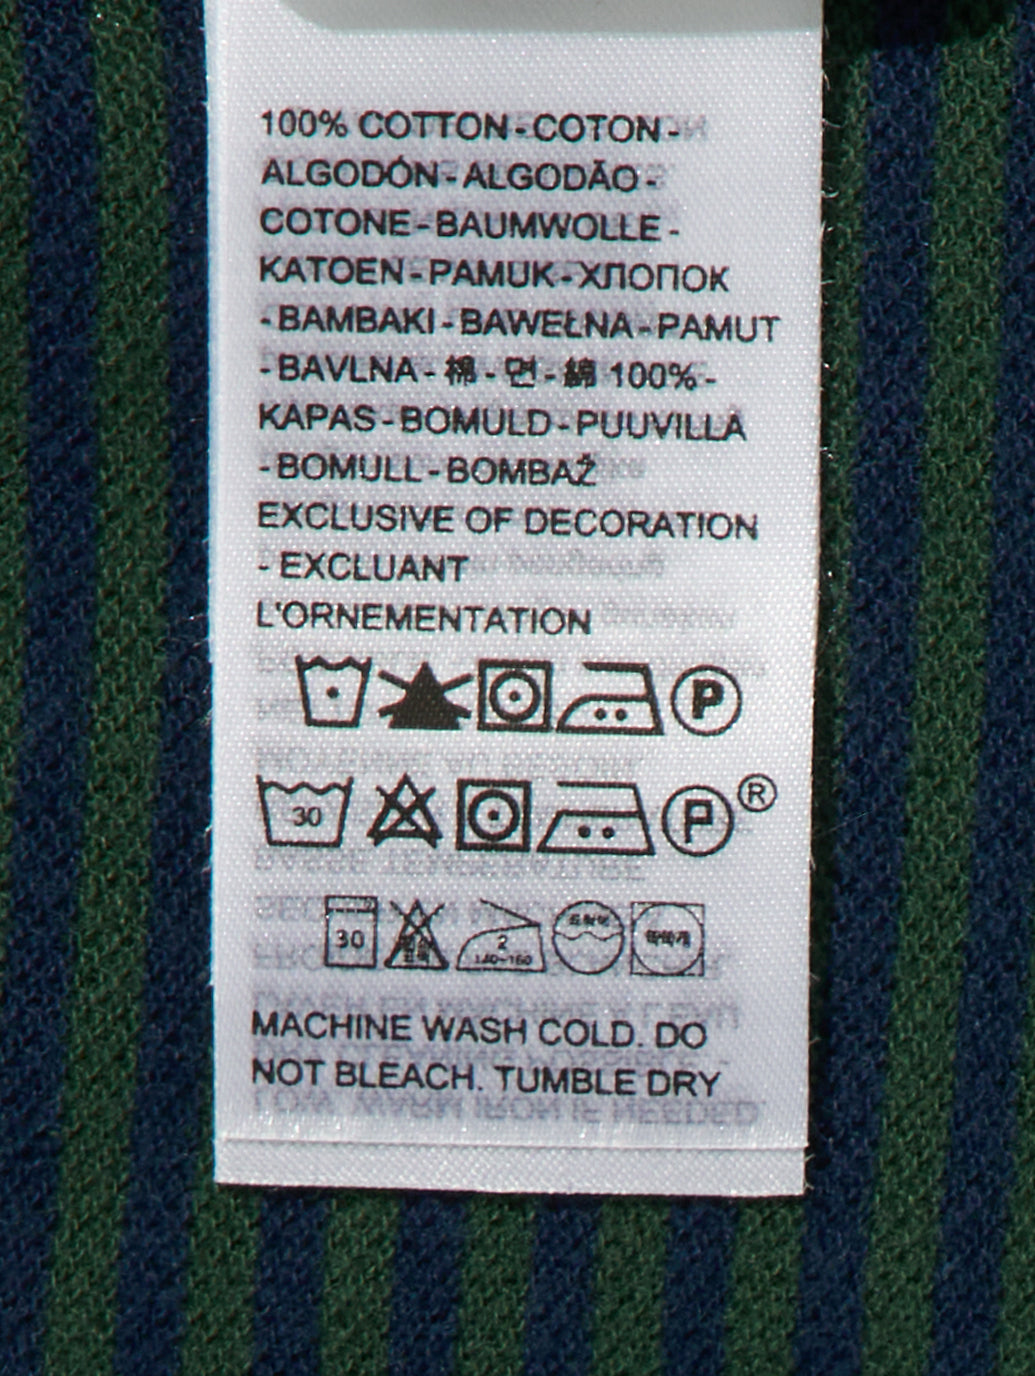 100% COTTON - COTON -
ALGODÓN - ALGODÃO -
COTONE - BAUMWOLLE -
KATOEN - PAMUK - ХЛОПОК
- BAMBAKI - BAWEŁNA - PAMUT
- BAVLNA - 棉 - 면 - 綿 100% -
KAPAS - BOMULD - PUUVILLA
- BOMULL - BOMBAŽ
EXCLUSIVE OF DECORATION
- EXCLUANT
L'ORNEMENTATION
P
30 P ®
30 2 140~160
MACHINE WASH COLD. DO
NOT BLEACH. TUMBLE DRY